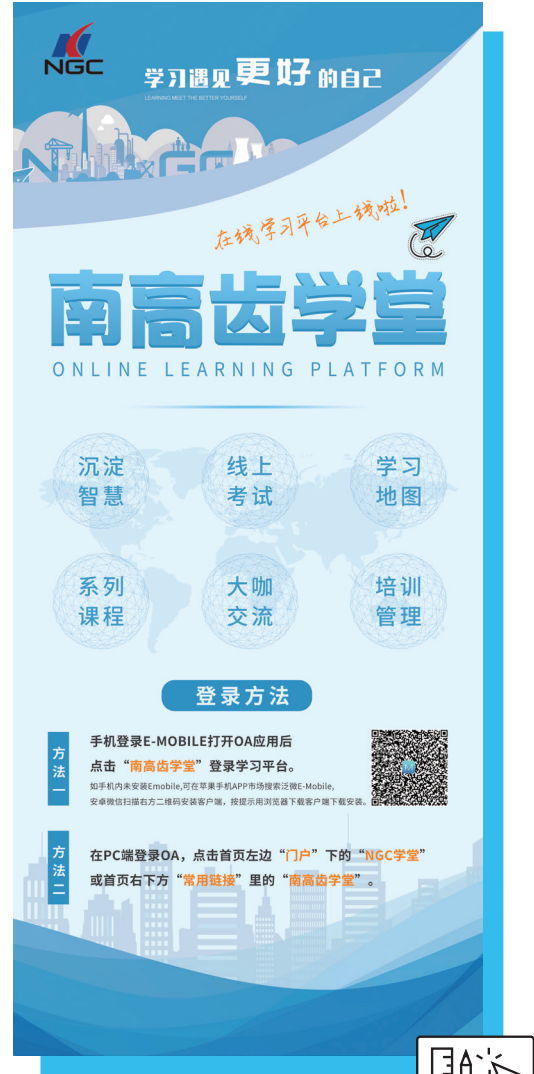 NGC
学习遇见更好的自己
LEARNING MEET THE BETTER YOURSELF
NGC
在线学习平台上线啦!
南高齿学堂
ONLINE LEARNING PLATFORM
沉淀
智慧
线上
考试
学习
地图
系列
课程
大咖
交流
培训
管理
登录方法
方法一
手机登录E-MOBILE打开OA应用后
点击“南高齿学堂”登录学习平台。
如手机内未安装Emobile,可在苹果手机APP市场搜索泛微E-Mobile,
安卓微信扫描右方二维码安装客户端，按提示用浏览器下载客户端下载安装。
方法二
在PC端登录OA，点击首页左边“门户”下的“NGC学堂”
或首页右下方“常用链接”里的“南高齿学堂”。